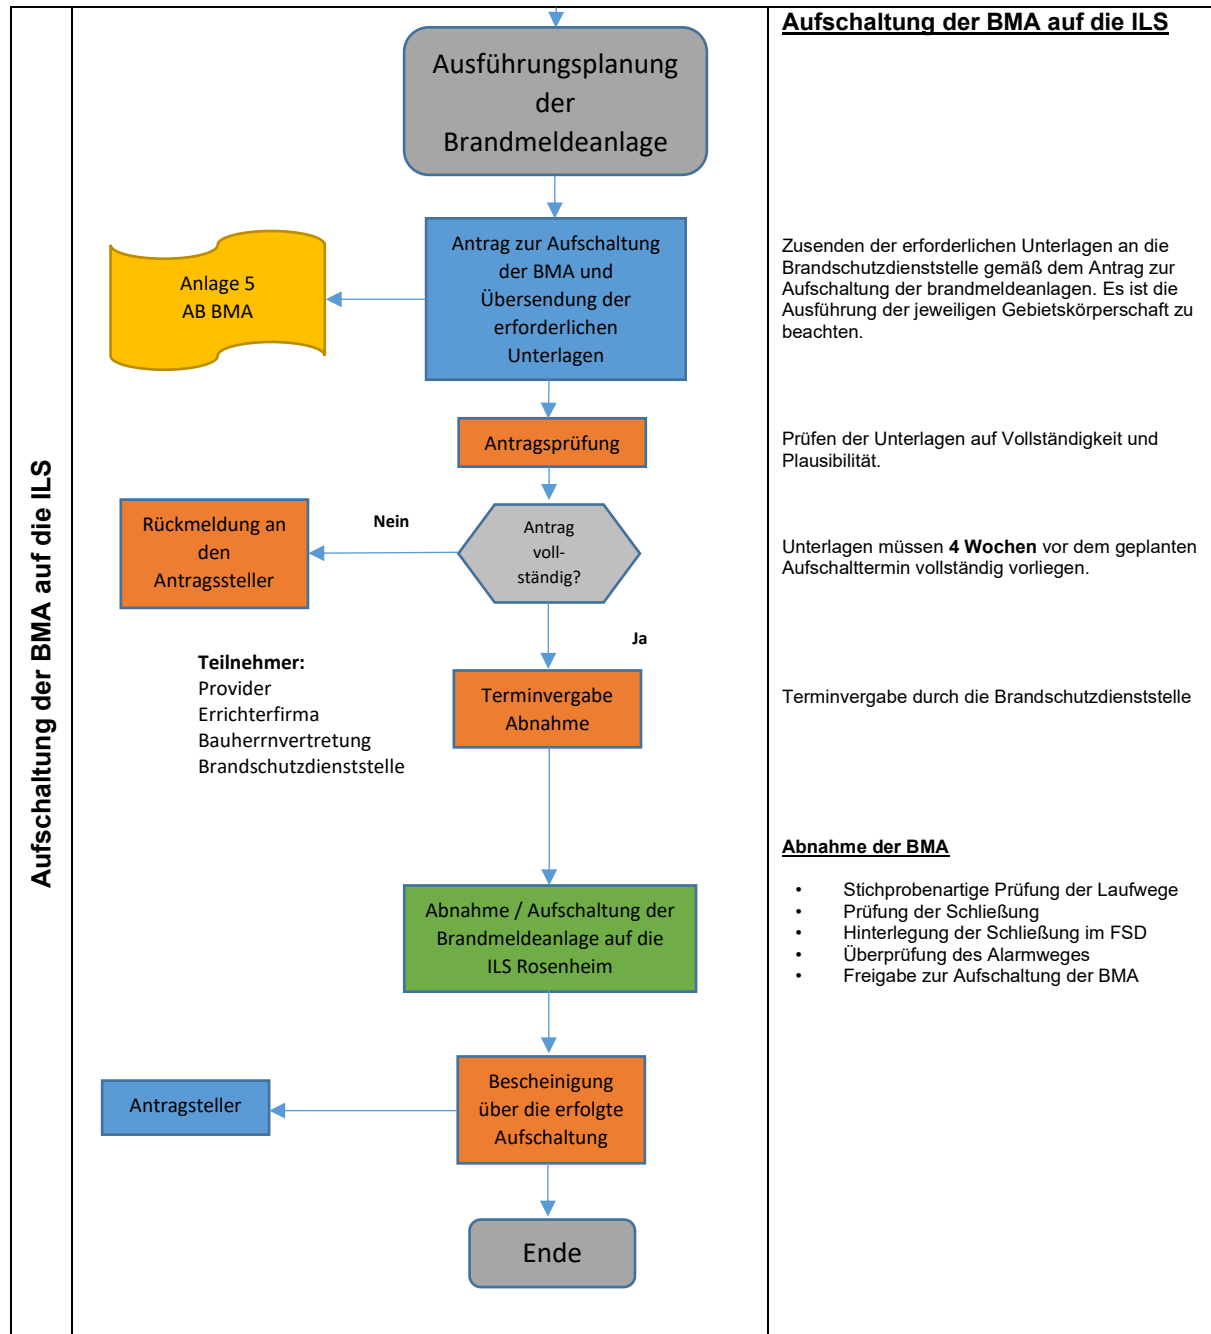 Aufschaltung der BMA auf die ILS
Aufschaltung der BMA auf die ILS
Ausführungsplanung
der
Brandmeldeanlage
Antrag zur Aufschaltung
der BMA und
Übersendung der
erforderlichen
Unterlagen
Anlage 5
AB BMA
Zusenden der erforderlichen Unterlagen an die
Brandschutzdienststelle gemäß dem Antrag zur
Aufschaltung der brandmeldeanlagen. Es ist die
Ausführung der jeweiligen Gebietskörperschaft zu
beachten.
Antragsprüfung
Prüfen der Unterlagen auf Vollständigkeit und
Plausibilität.
Antrag
voll-
ständig?
Nein
Rückmeldung an
den
Antragssteller
Unterlagen müssen 4 Wochen vor dem geplanten
Aufschalttermin vollständig vorliegen.
Ja
Teilnehmer:
Provider
Errichterfirma
Bauherrnvertretung
Brandschutzdienststelle
Terminvergabe
Abnahme
Terminvergabe durch die Brandschutzdienststelle
Abnahme / Aufschaltung der
Brandmeldeanlage auf die
ILS Rosenheim
Abnahme der BMA
• Stichprobenartige Prüfung der Laufwege
• Prüfung der Schließung
• Hinterlegung der Schließung im FSD
• Überprüfung des Alarmweges
• Freigabe zur Aufschaltung der BMA
Bescheinigung
über die erfolgte
Aufschaltung
Antragsteller
Ende